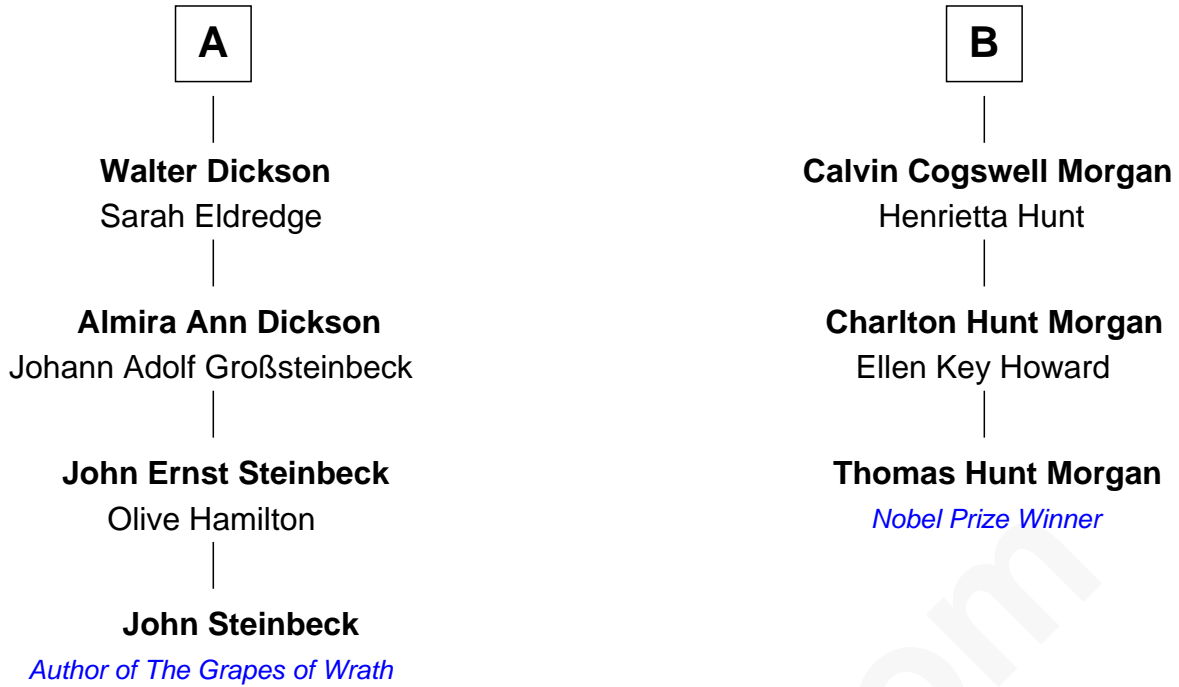 A
Walter Dickson
Sarah Eldredge
Almira Ann Dickson
Johann Adolf Großsteinbeck
John Ernst Steinbeck
Olive Hamilton
John Steinbeck
Author of The Grapes of Wrath
B
Calvin Cogswell Morgan
Henrietta Hunt
Charlton Hunt Morgan
Ellen Key Howard
Thomas Hunt Morgan
Nobel Prize Winner
om